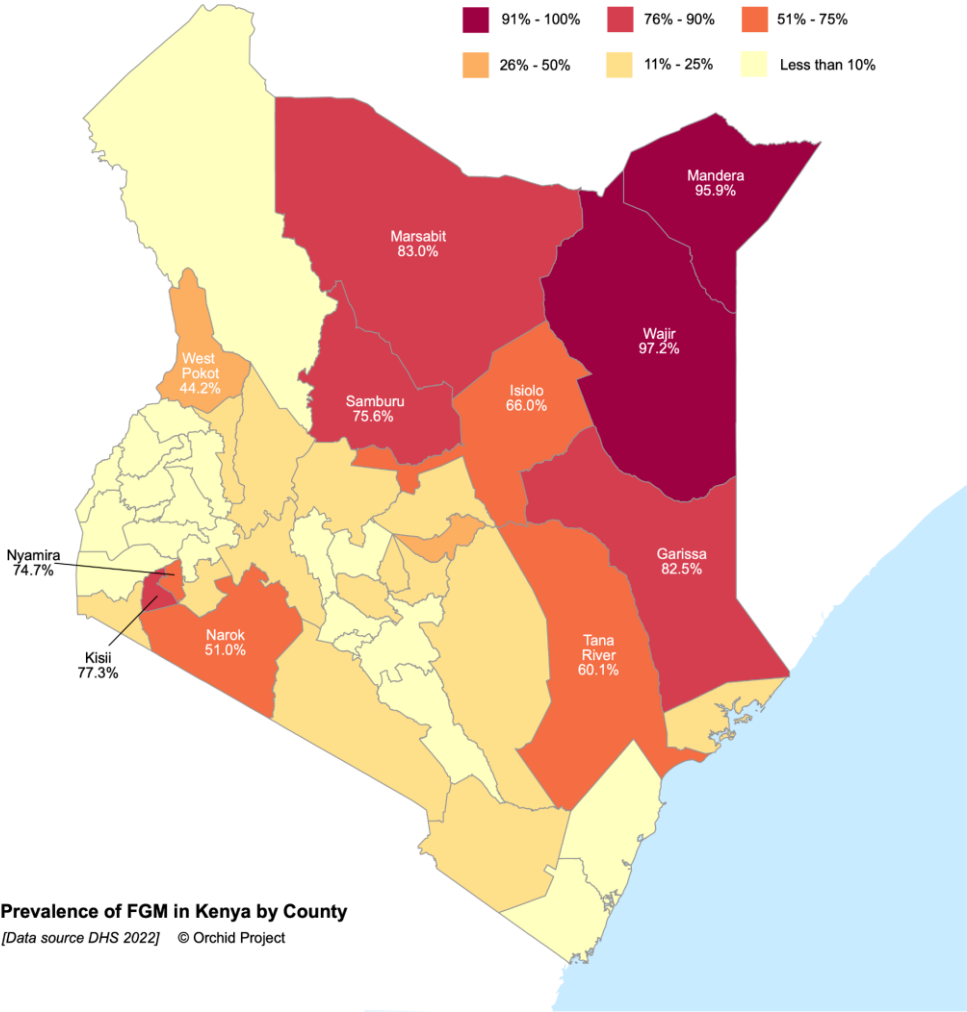 91% - 100%
76% - 90%
51% - 75%
26% - 50%
11% - 25%
Less than 10%
Mandera
95.9%
Marsabit
83.0%
Wajir
97.2%
West
Pokot
44.2%
Samburu
75.6%
Isiolo
66.0%
Nyamira
74.7%
Garissa
82.5%
Narok
51.0%
Tana
River
60.1%
Kisii
77.3%
Prevalence of FGM in Kenya by County
[Data source DHS 2022] © Orchid Project